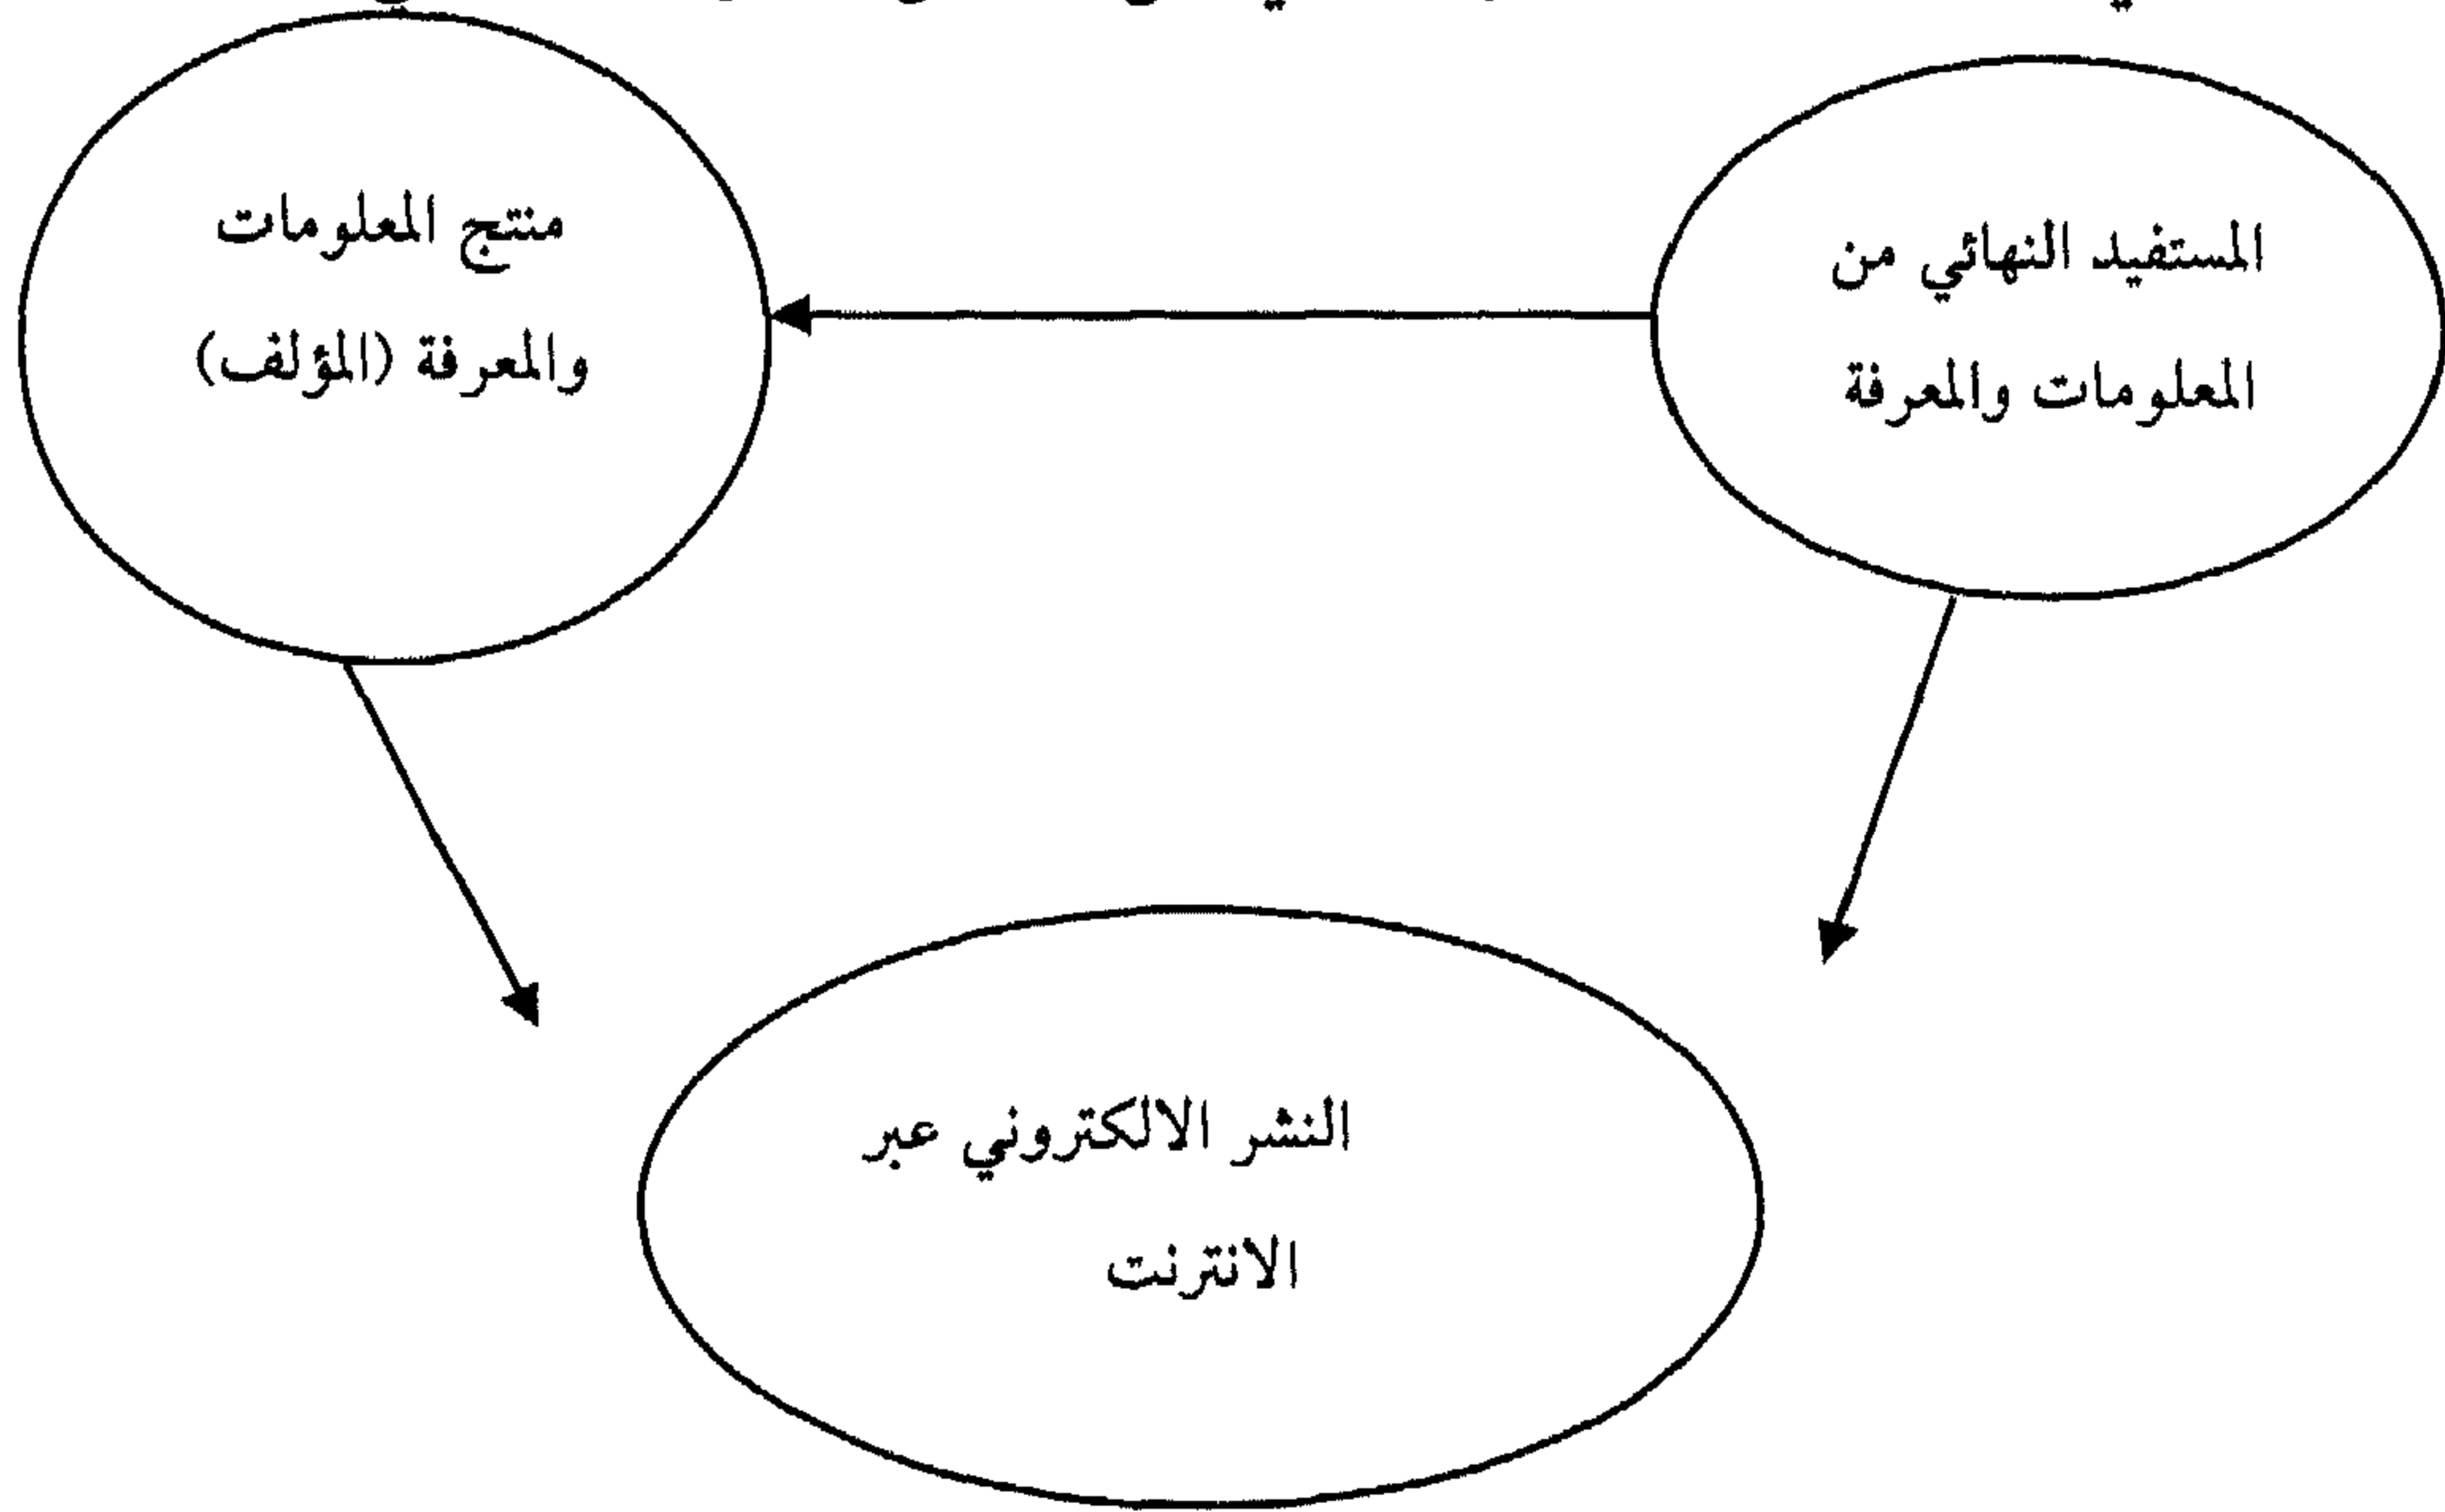 المستفيد النهائي من
المعلومات والمعرفة
منتج المعلومات
والمعرفة (المؤلف)
النشر الالكتروني عبر
الانترنت